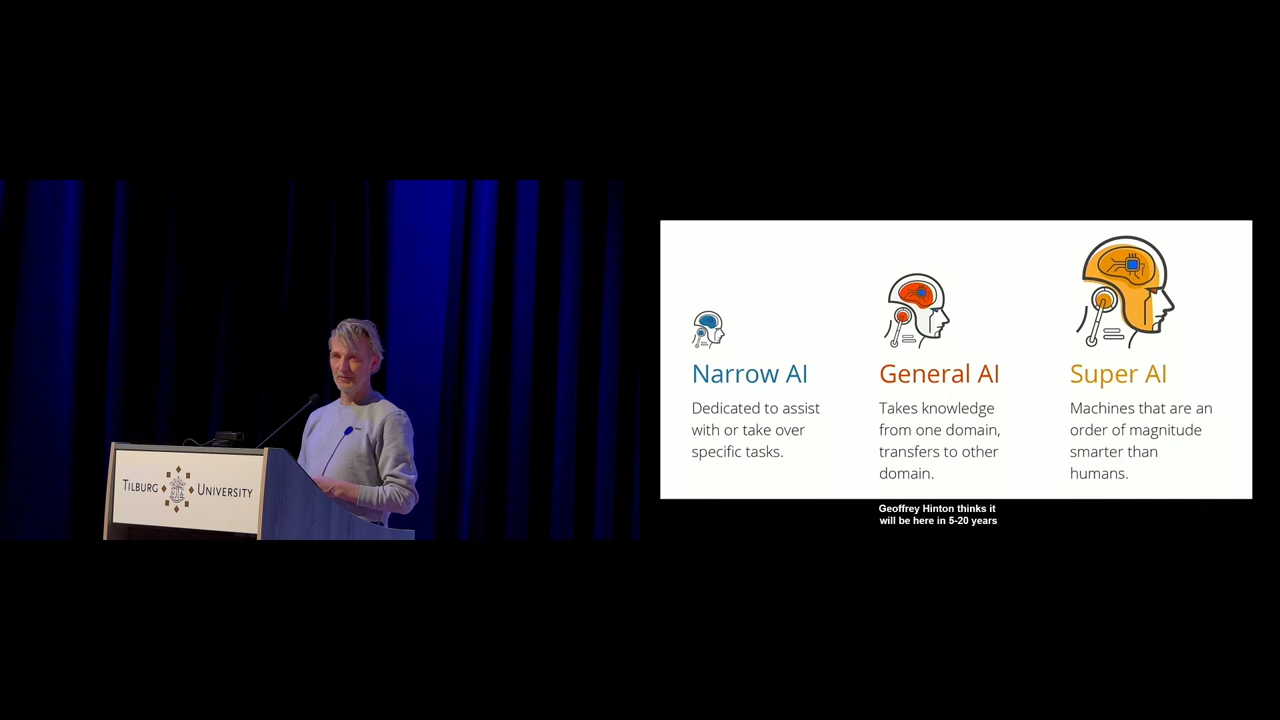 TILBURG UNIVERSITY
Narrow AI
Dedicated to assist
with or take over
specific tasks.
General AI
Takes knowledge
from one domain,
transfers to other
domain.
Super AI
Machines that are an
order of magnitude
smarter than
humans.
Geoffrey Hinton thinks it
will be here in 5-20 years